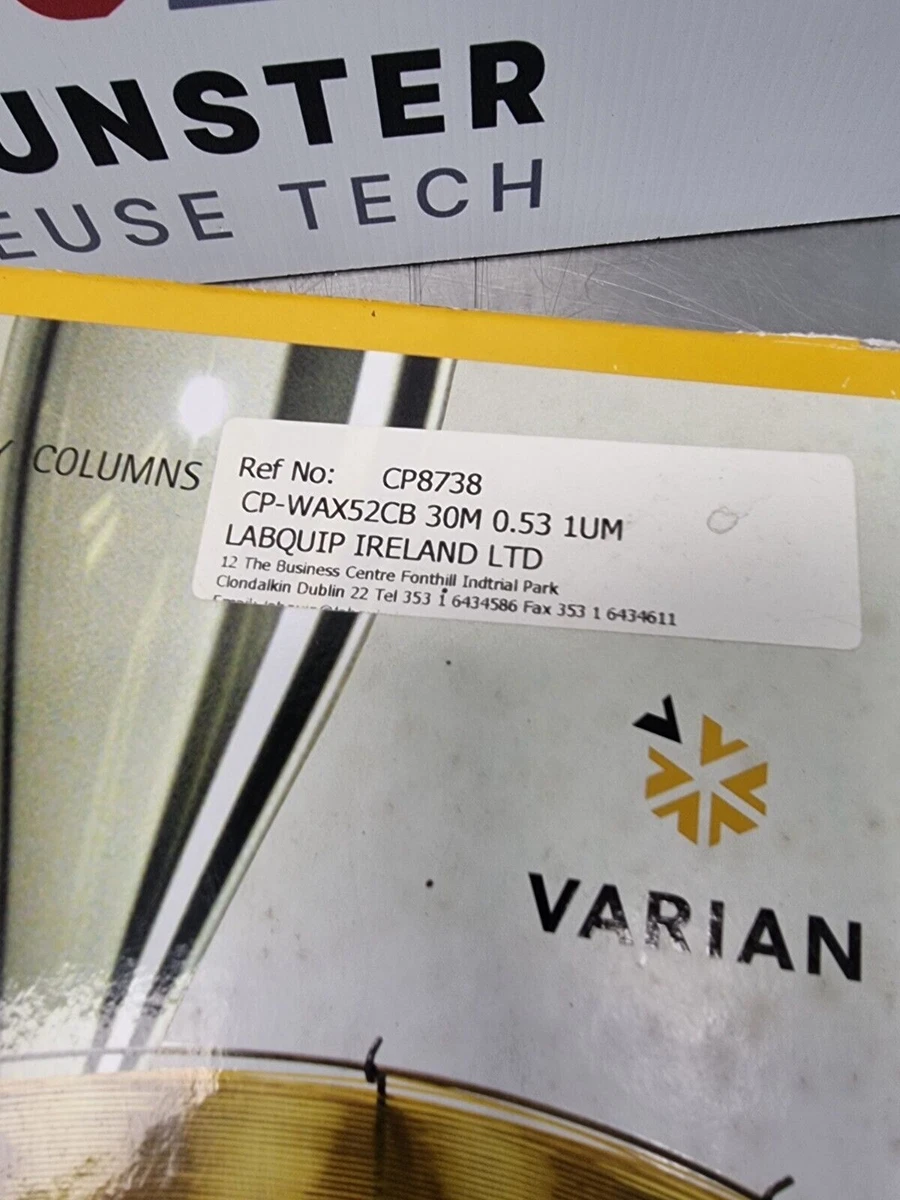 UNSTER
EUSE TECH
COLUMNS
Ref No: CP8738
CP-WAX52CB 30M 0.53 1UM
LABQUIP IRELAND LTD
12 The Business Centre Fonthill Indtrial Park
Clondalkin Dublin 22 Tel 353 1 6434586 Fax 353 1 6434611
VARIAN